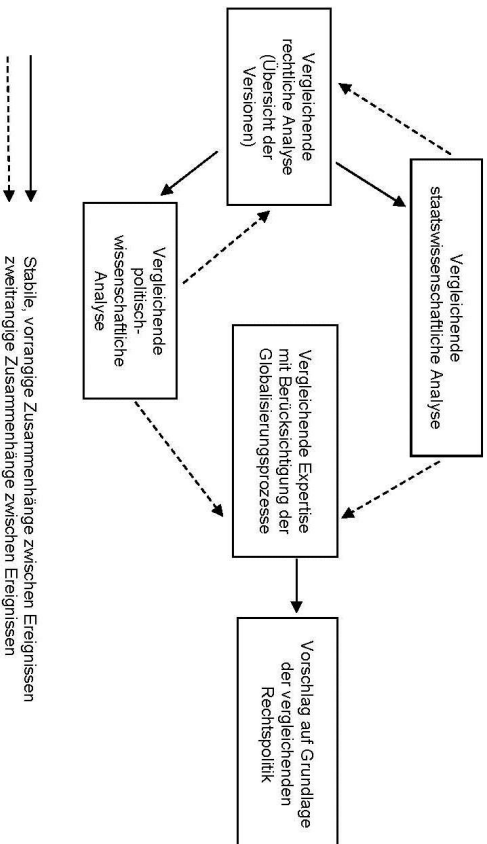 Vergleichende
staatswissenschaftliche Analyse
Vergleichende
rechtliche Analyse
(Übersicht der
Versionen)
Vergleichende Expertise
mit Berücksichtigung der
Globalisierungsprozesse
Vorschlag auf Grundlage
der vergleichenden
Rechtspolitik
Vergleichende
politisch-
wissenschaftliche
Analyse
Stabile, vorrangige Zusammenhänge zwischen Ereignissen
zweitrangige Zusammenhänge zwischen Ereignissen